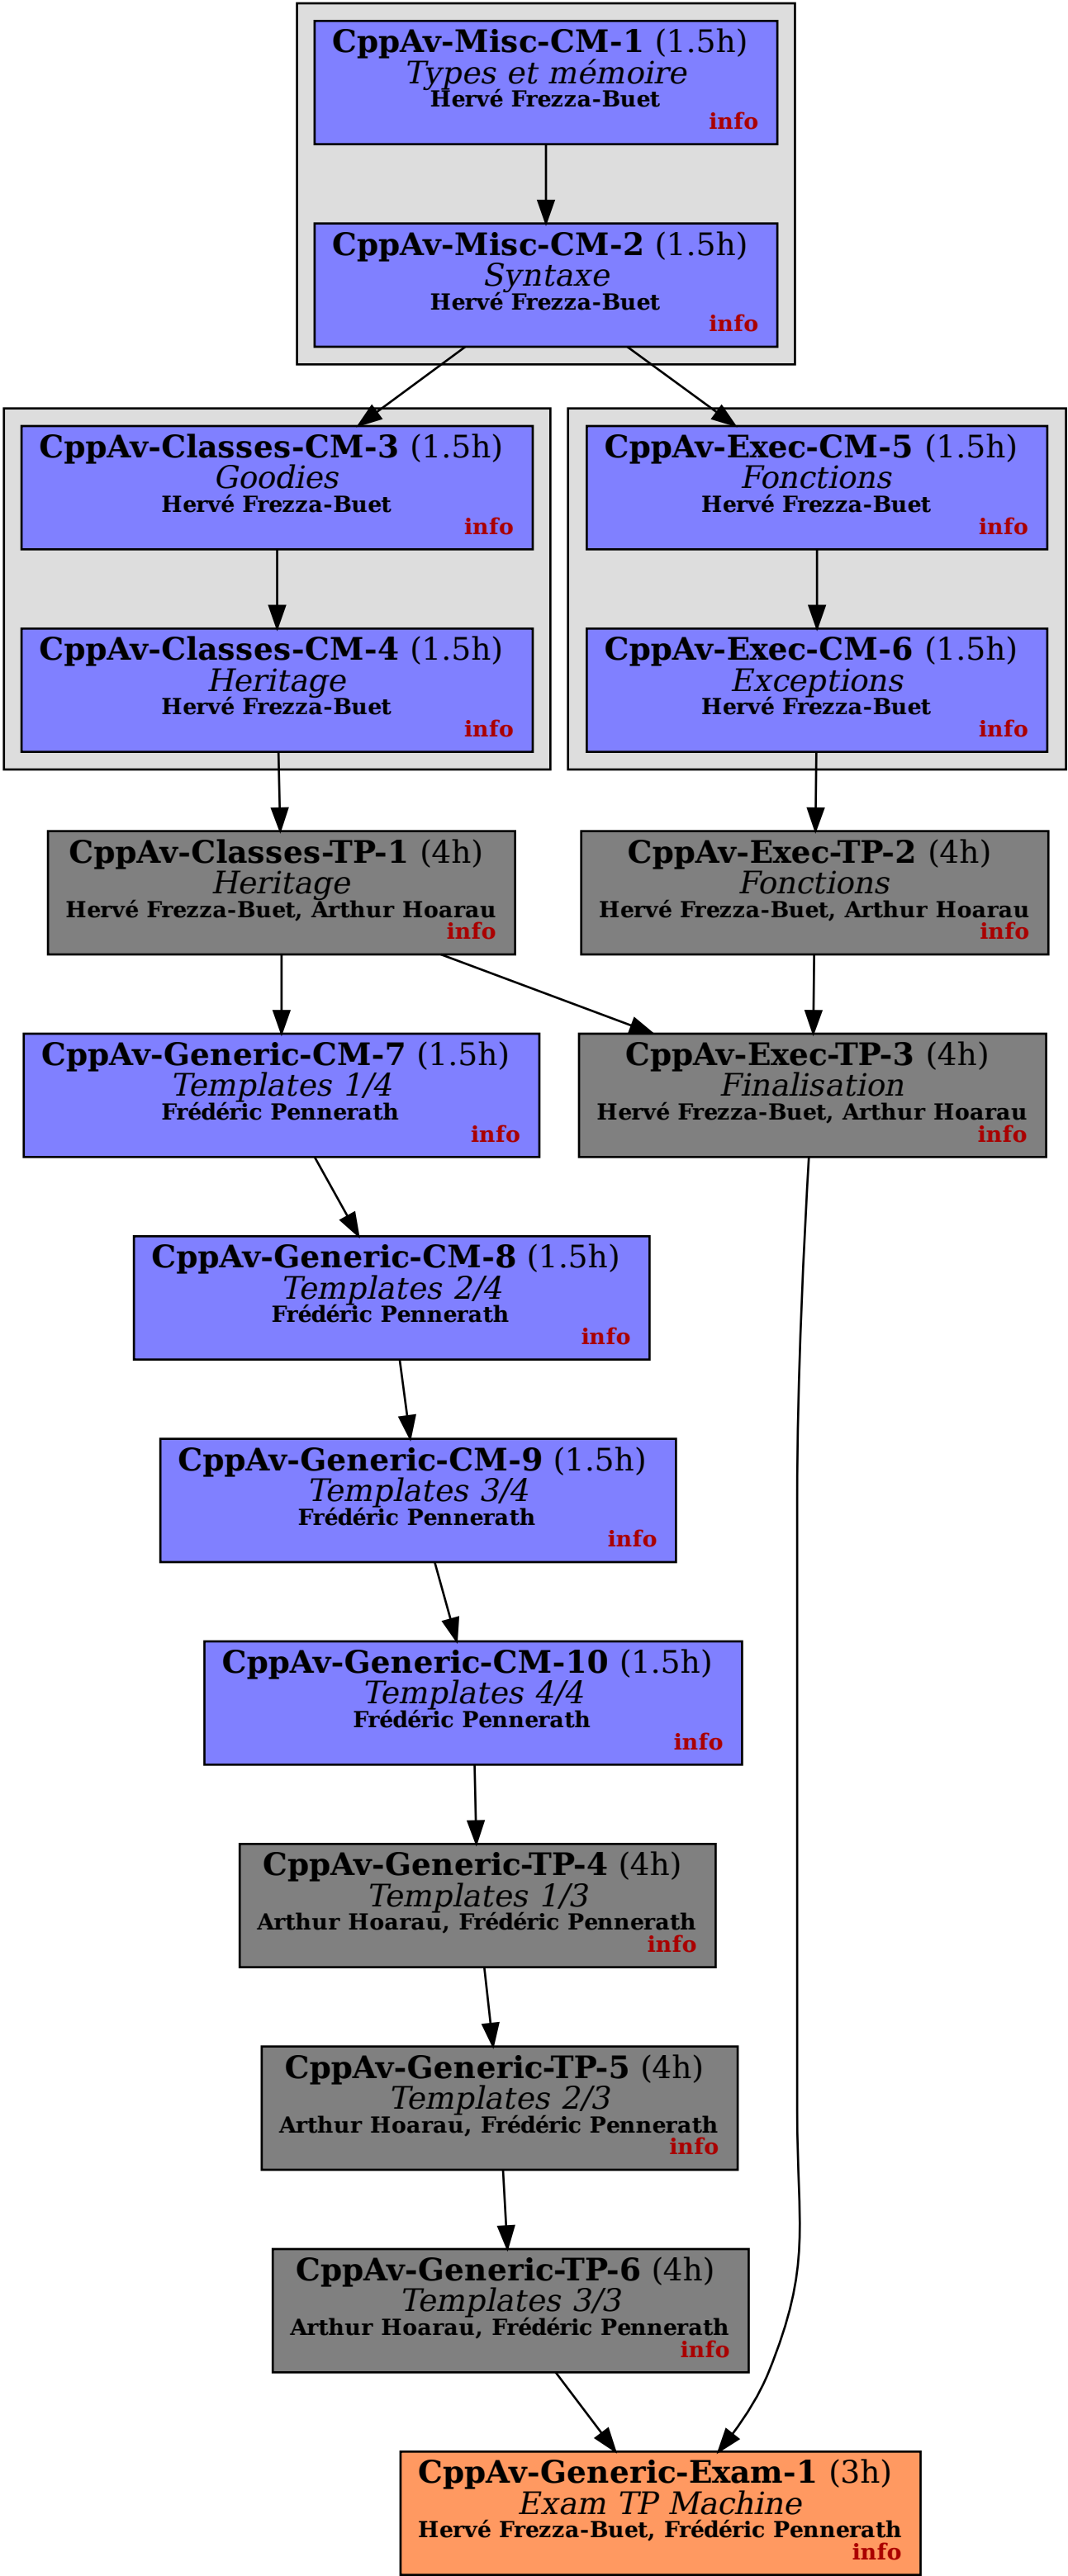 CppAv-Misc-CM-1 (1.5h)
Types et mémoire
Hervé Frezza-Buet
info
CppAv-Misc-CM-2 (1.5h)
Syntaxe
Hervé Frezza-Buet
info
CppAv-Classes-CM-3 (1.5h)
Goodies
Hervé Frezza-Buet
info
CppAv-Exec-CM-5 (1.5h)
Fonctions
Hervé Frezza-Buet
info
CppAv-Classes-CM-4 (1.5h)
Heritage
Hervé Frezza-Buet
info
CppAv-Exec-CM-6 (1.5h)
Exceptions
Hervé Frezza-Buet
info
CppAv-Classes-TP-1 (4h)
Heritage
Hervé Frezza-Buet, Arthur Hoarau
info
CppAv-Exec-TP-2 (4h)
Fonctions
Hervé Frezza-Buet, Arthur Hoarau
info
CppAv-Generic-CM-7 (1.5h)
Templates 1/4
Frédéric Pennerath
info
CppAv-Exec-TP-3 (4h)
Finalisation
Hervé Frezza-Buet, Arthur Hoarau
info
CppAv-Generic-CM-8 (1.5h)
Templates 2/4
Frédéric Pennerath
info
CppAv-Generic-CM-9 (1.5h)
Templates 3/4
Frédéric Pennerath
info
CppAv-Generic-CM-10 (1.5h)
Templates 4/4
Frédéric Pennerath
info
CppAv-Generic-TP-4 (4h)
Templates 1/3
Arthur Hoarau, Frédéric Pennerath
info
CppAv-Generic-TP-5 (4h)
Templates 2/3
Arthur Hoarau, Frédéric Pennerath
info
CppAv-Generic-TP-6 (4h)
Templates 3/3
Arthur Hoarau, Frédéric Pennerath
info
CppAv-Generic-Exam-1 (3h)
Exam TP Machine
Hervé Frezza-Buet, Frédéric Pennerath
info